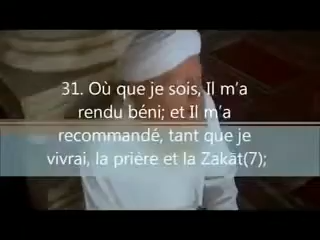 31. Où que je sois, Il m'a
rendu béni; et Il m'a
recommandé, tant que je
vivrai, la prière et la Zakāt(7);